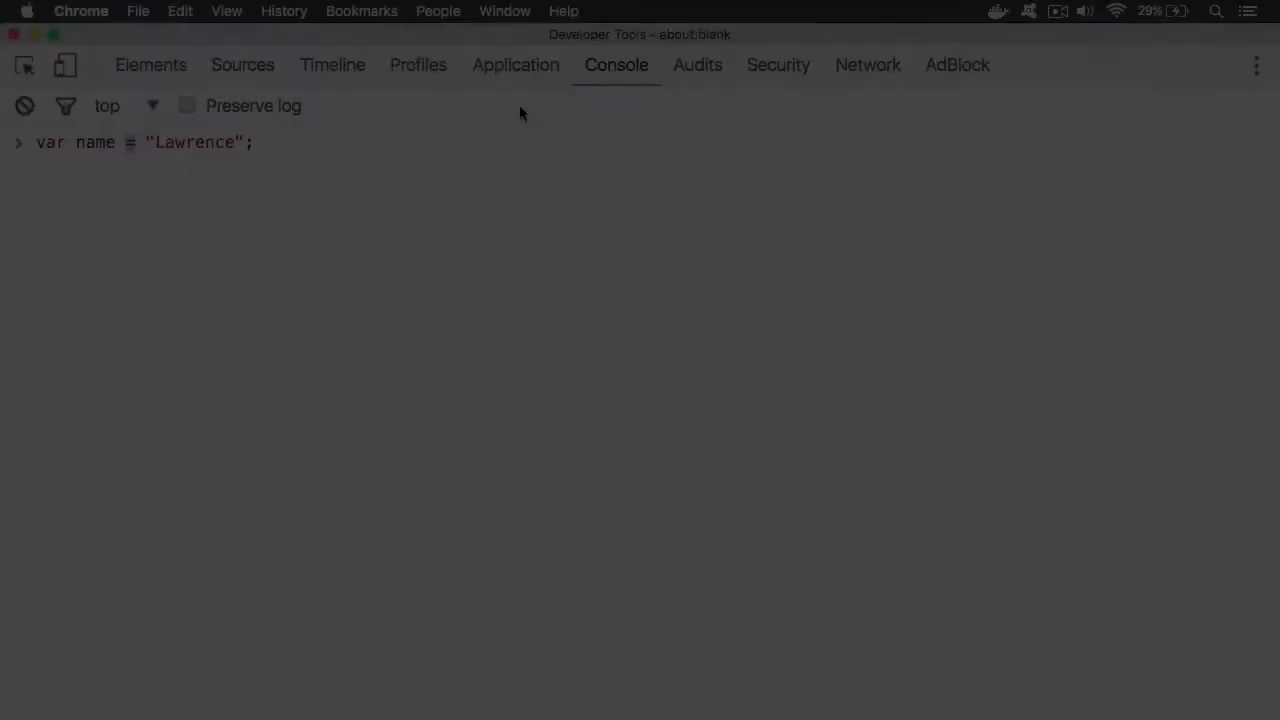 Chrome File Edit View History Bookmarks People Window Help 29%
Developer Tools - about:blank
Elements Sources Timeline Profiles Application Console Audits Security Network AdBlock
top Preserve log
> var name = "Lawrence";